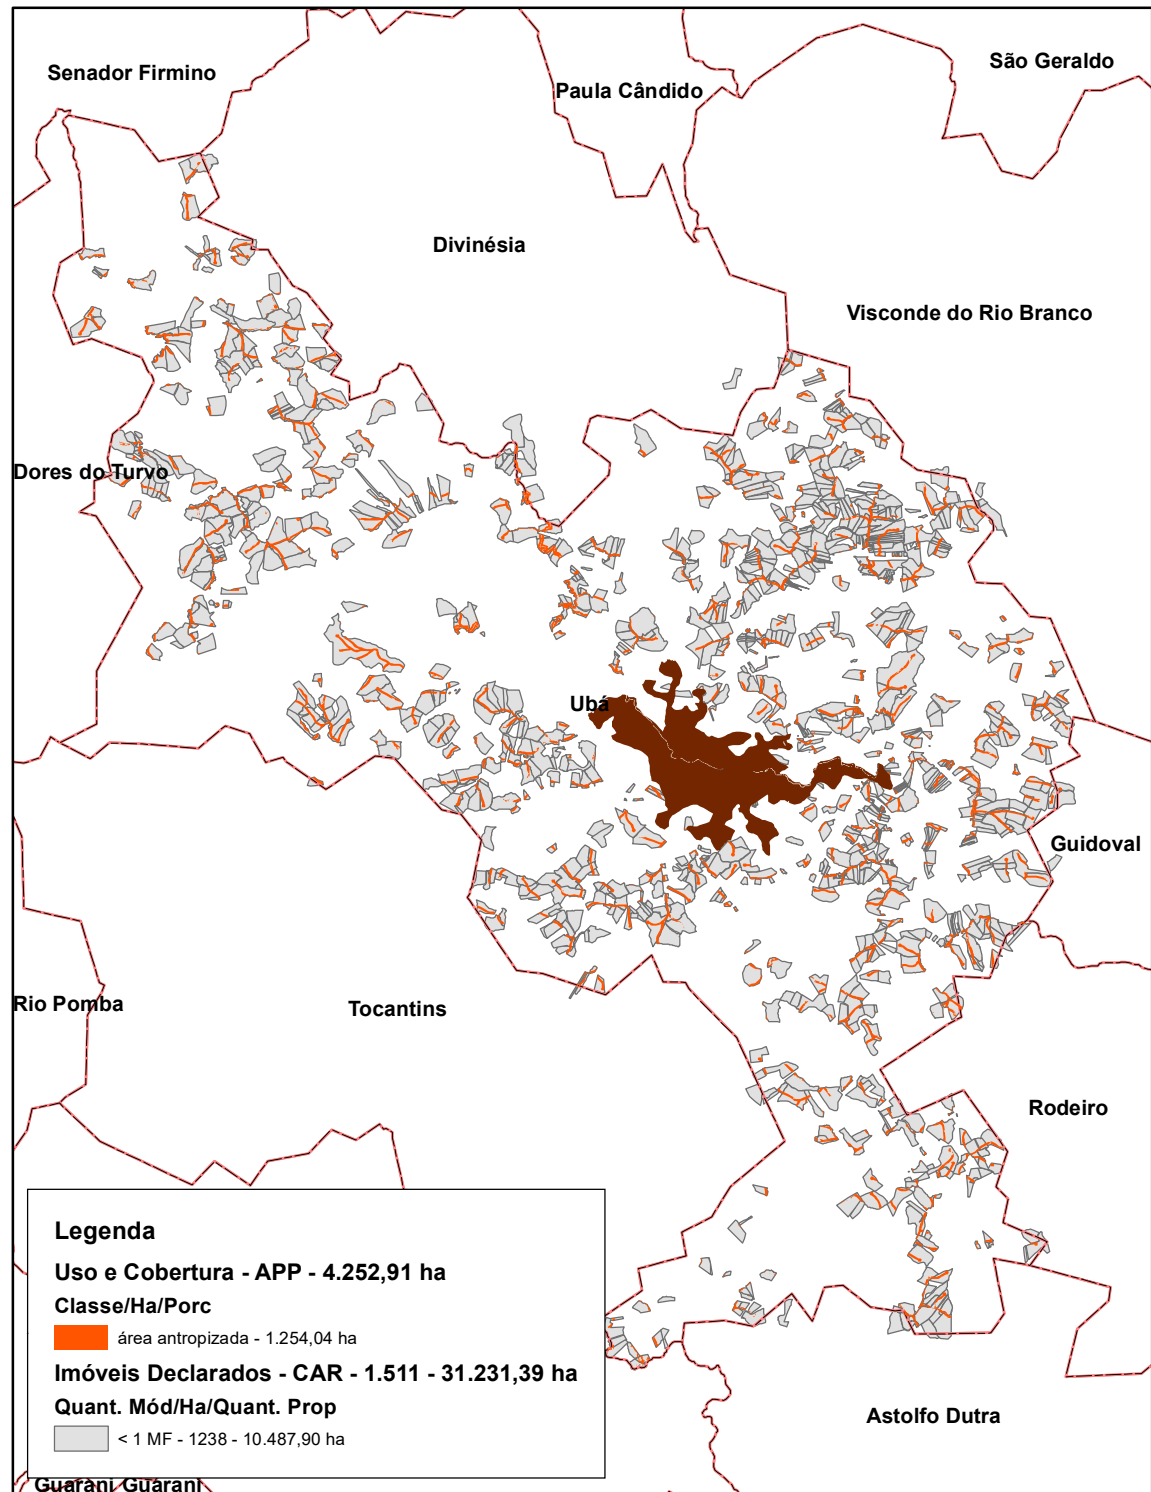 Senador Firmino
São Geraldo
Paula Cândido
Divinésia
Visconde do Rio Branco
Dores do Turvo
Ubá
Guidoval
Rio Pomba
Tocantins
Rodeiro
Legenda
Uso e Cobertura - APP - 4.252,91 ha
Classe/Ha/Porc
área antropizada - 1.254,04 ha
Imóveis Declarados - CAR - 1.511 - 31.231,39 ha
Quant. Mód/Ha/Quant. Prop
< 1 MF - 1238 - 10.487,90 ha
Astolfo Dutra
Guarani Guarani